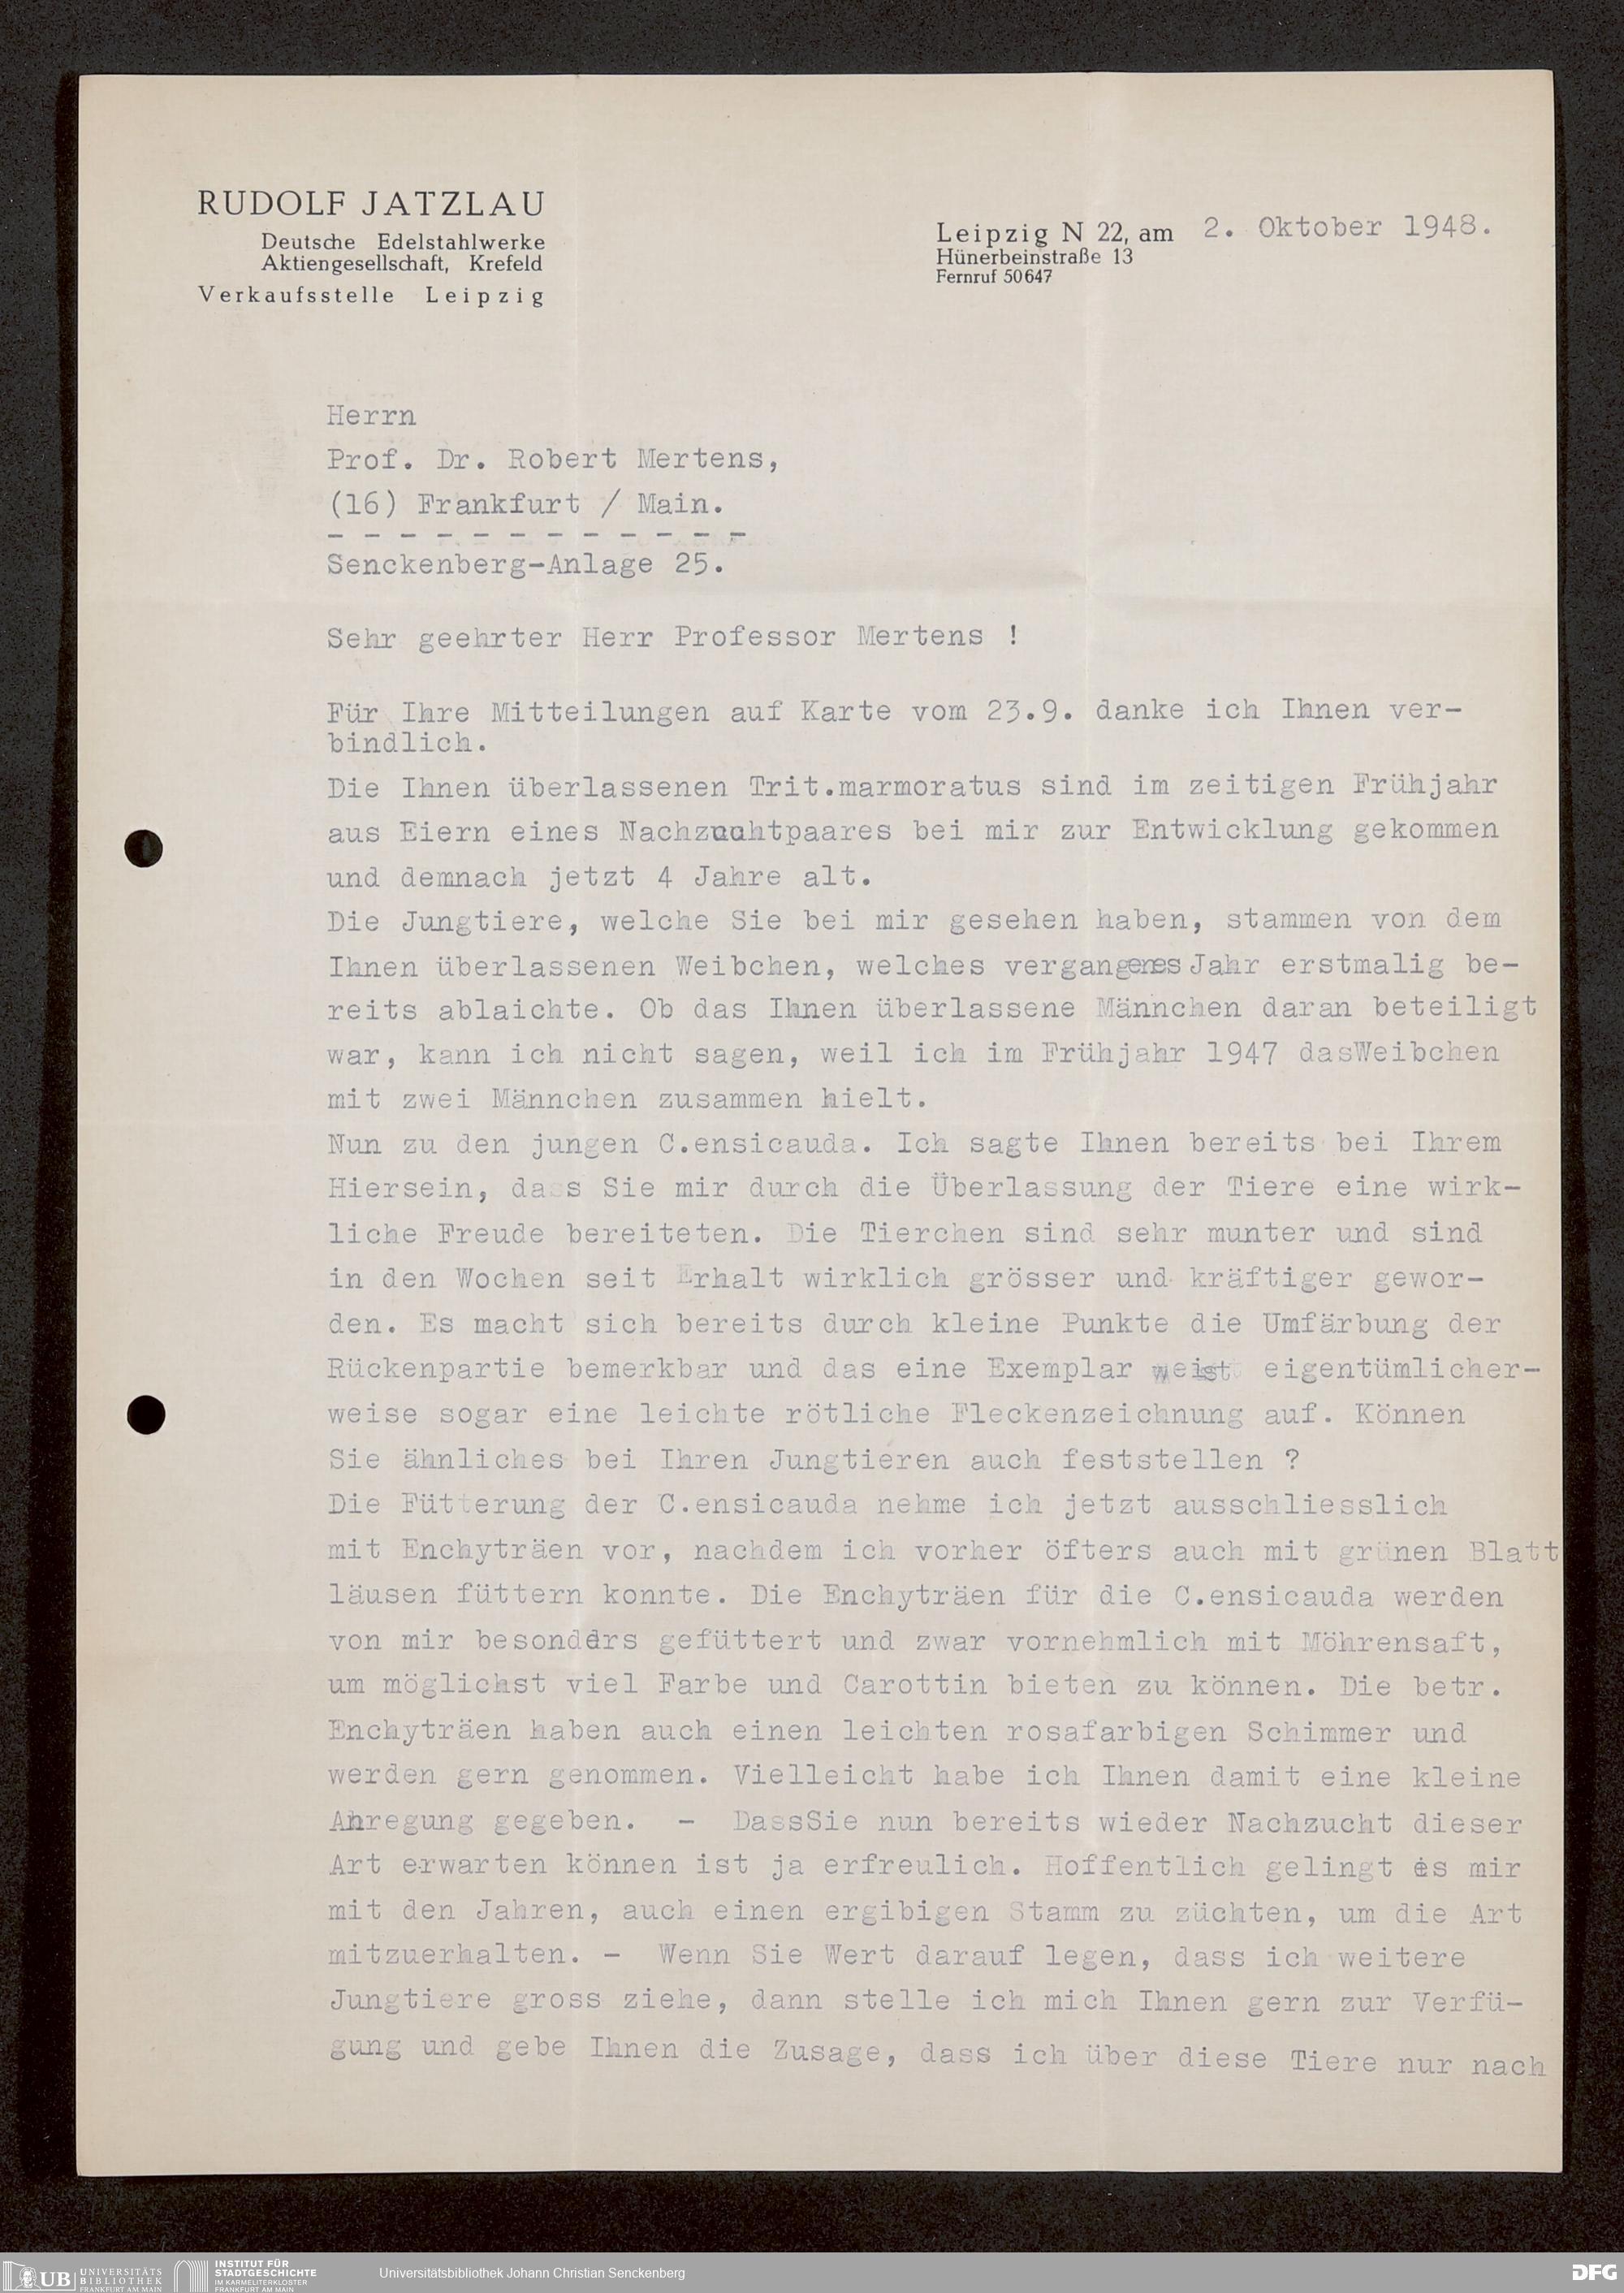 RUDOLF JATZLAU
Deutsche Edelstahlwerke
Aktiengesellschaft, Krefeld
Verkaufsstelle Leipzig
Leipzig N 22, am 2. Oktober 1948.
Hünerbeinstraße 13
Fernruf 50647
Herrn
Prof. Dr. Robert Mertens,
(16) Frankfurt / Main.
- - - - - - - - - - - -
Senckenberg-Anlage 25.
Sehr geehrter Herr Professor Mertens !
Für Ihre Mitteilungen auf Karte vom 23.9. danke ich Ihnen ver-
bindlich.
Die Ihnen überlassenen Trit.marmoratus sind im zeitigen Frühjahr
aus Eiern eines Nachzuchtpaares bei mir zur Entwicklung gekommen
und demnach jetzt 4 Jahre alt.
Die Jungtiere, welche Sie bei mir gesehen haben, stammen von dem
Ihnen überlassenen Weibchen, welches vergangenes Jahr erstmalig be-
reits ablaichte. Ob das Ihnen überlassene Männchen daran beteiligt
war, kann ich nicht sagen, weil ich im Frühjahr 1947 dasWeibchen
mit zwei Männchen zusammen hielt.
Nun zu den jungen C.ensicauda. Ich sagte Ihnen bereits bei Ihrem
Hiersein, dass Sie mir durch die Überlassung der Tiere eine wirk-
liche Freude bereiteten. Die Tierchen sind sehr munter und sind
in den Wochen seit Erhalt wirklich grösser und kräftiger gewor-
den. Es macht sich bereits durch kleine Punkte die Umfärbung der
Rückenpartie bemerkbar und das eine Exemplar weist eigentümlicher-
weise sogar eine leichte rötliche Fleckenzeichnung auf. Können
Sie ähnliches bei Ihren Jungtieren auch feststellen ?
Die Fütterung der C.ensicauda nehme ich jetzt ausschliesslich
mit Enchyträen vor, nachdem ich vorher öfters auch mit grünen Blatt
läusen füttern konnte. Die Enchyträen für die C.ensicauda werden
von mir besonders gefüttert und zwar vornehmlich mit Möhrensaft,
um möglichst viel Farbe und Carottin bieten zu können. Die betr.
Enchyträen haben auch einen leichten rosafarbigen Schimmer und
werden gern genommen. Vielleicht habe ich Ihnen damit eine kleine
Anregung gegeben. - DassSie nun bereits wieder Nachzucht dieser
Art erwarten können ist ja erfreulich. Hoffentlich gelingt es mir
mit den Jahren, auch einen ergibigen Stamm zu züchten, um die Art
mitzuerhalten. - Wenn Sie Wert darauf legen, dass ich weitere
Jungtiere gross ziehe, dann stelle ich mich Ihnen gern zur Verfü-
gung und gebe Ihnen die Zusage, dass ich über diese Tiere nur nach
UB UNIVERSITÄTS
BIBLIOTHEK
FRANKFURT AM MAIN
INSTITUT FÜR
STADTGESCHICHTE
IM KARMELITERKLOSTER
FRANKFURT AM MAIN
Universitätsbibliothek Johann Christian Senckenberg
DFG